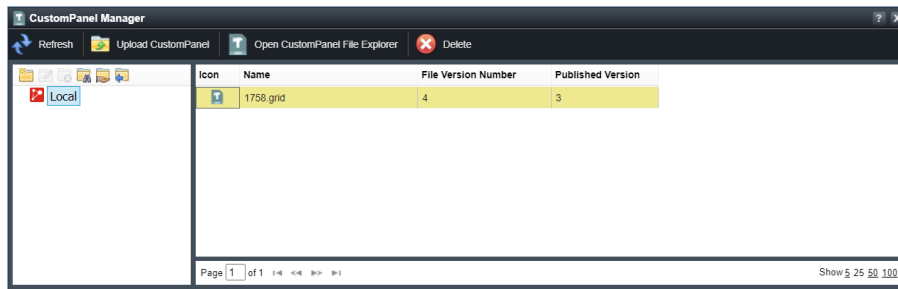 CustomPanel Manager
?
Refresh Upload CustomPanel Open CustomPanel File Explorer Delete
Local
Icon Name File Version Number Published Version
1758.grid 4 3
Page 1 of 1 Show 5 25 50 100